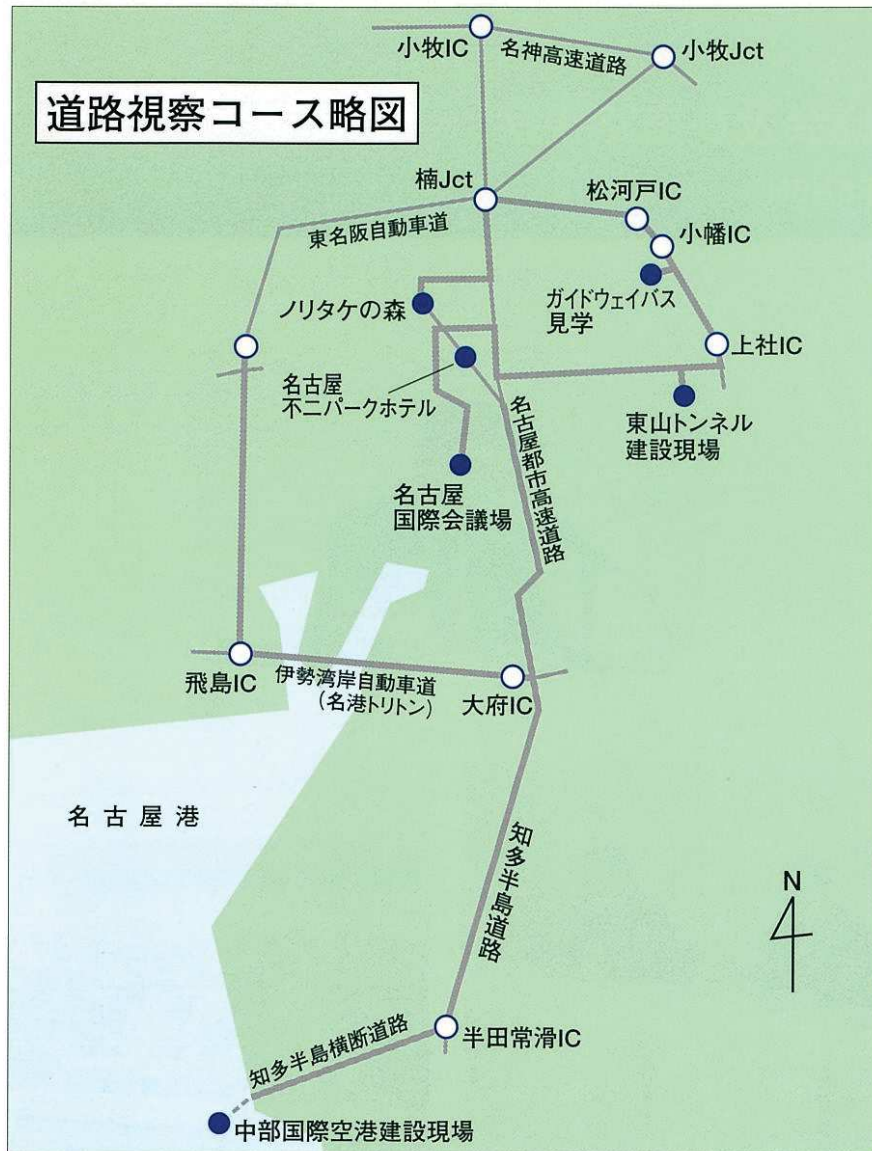 小牧IC
名神高速道路
小牧Jct
道路視察コース略図
楠Jct
松河戸IC
東名阪自動車道
小幡IC
ノリタケの森
ガイドウェイバス
見学
上社IC
名古屋
不二パークホテル
名古屋都市高速道路
東山トンネル
建設現場
名古屋
国際会議場
飛島IC
伊勢湾岸自動車道
(名港トリトン)
大府IC
名古屋港
知多半島道路
N
半田常滑IC
知多半島横断道路
中部国際空港建設現場